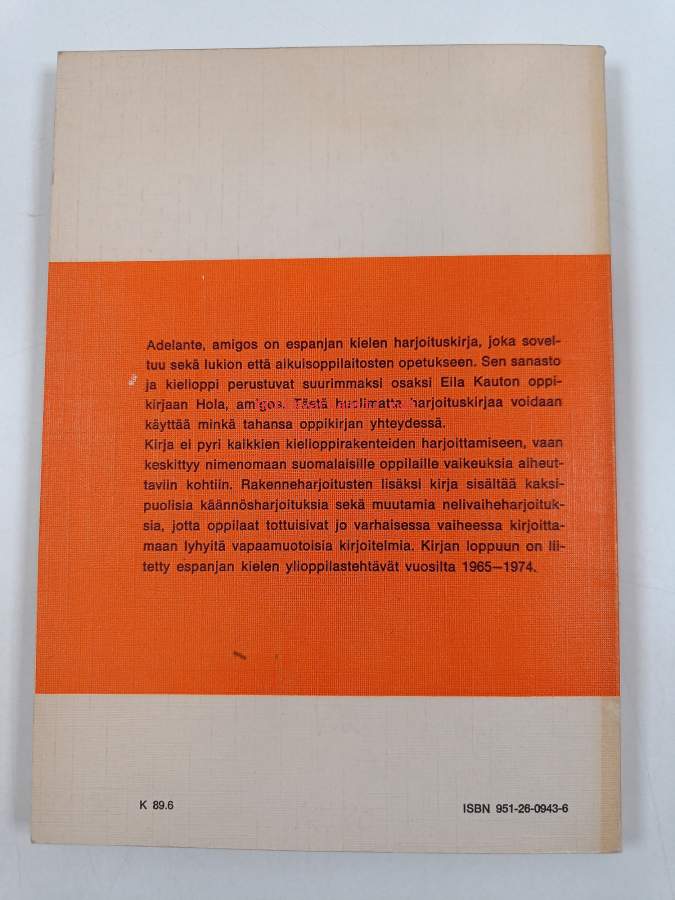 Adelante, amigos on espanjan kielen harjoituskirja, joka sovel-
tuu sekä lukion että aikuisoppilaitosten opetukseen. Sen sanasto
ja kielioppi perustuvat suurimmaksi osaksi Eila Kauton oppi-
kirjaan Hola, amigos. Tästä huolimatta harjoituskirjaa voidaan
käyttää minkä tahansa oppikirjan yhteydessä.
Kirja ei pyri kaikkien kielioppirakenteiden harjoittamiseen, vaan
keskittyy nimenomaan suomalaisille oppilaille vaikeuksia aiheut-
taviin kohtiin. Rakenneharjoitusten lisäksi kirja sisältää kaksi-
puolisia käännösharjoituksia sekä muutamia nelivaiheharjoituk-
sia, jotta oppilaat tottuisivat jo varhaisessa vaiheessa kirjoitta-
maan lyhyitä vapaamuotoisia kirjoitelmia. Kirjan loppuun on lii-
tetty espanjan kielen ylioppilastehtävät vuosilta 1965–1974.
K 89.6
ISBN 951-26-0943-6